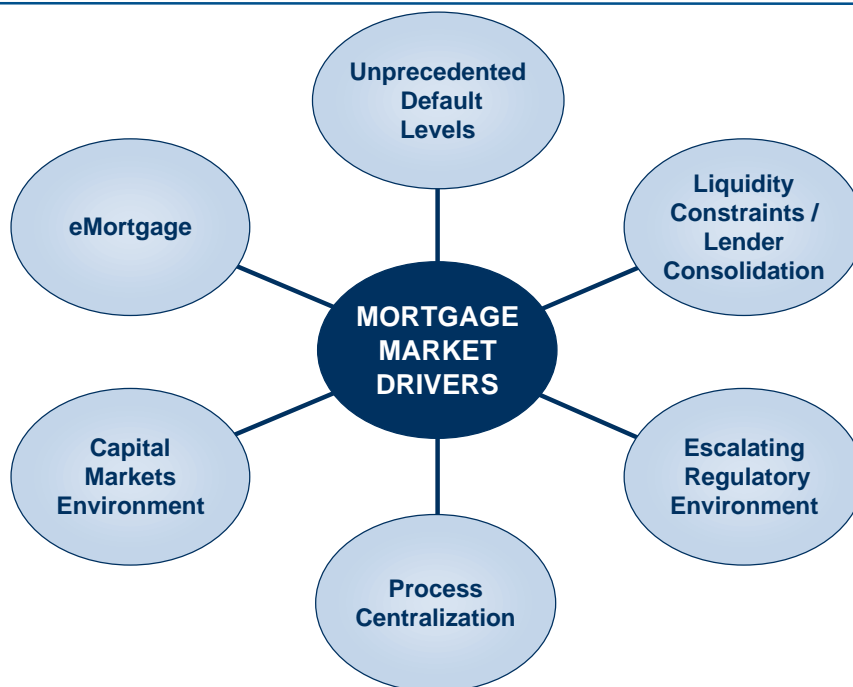 Unprecedented
Default
Levels
Liquidity
Constraints /
Lender
Consolidation
eMortgage
MORTGAGE
MARKET
DRIVERS
Capital
Markets
Environment
Escalating
Regulatory
Environment
Process
Centralization